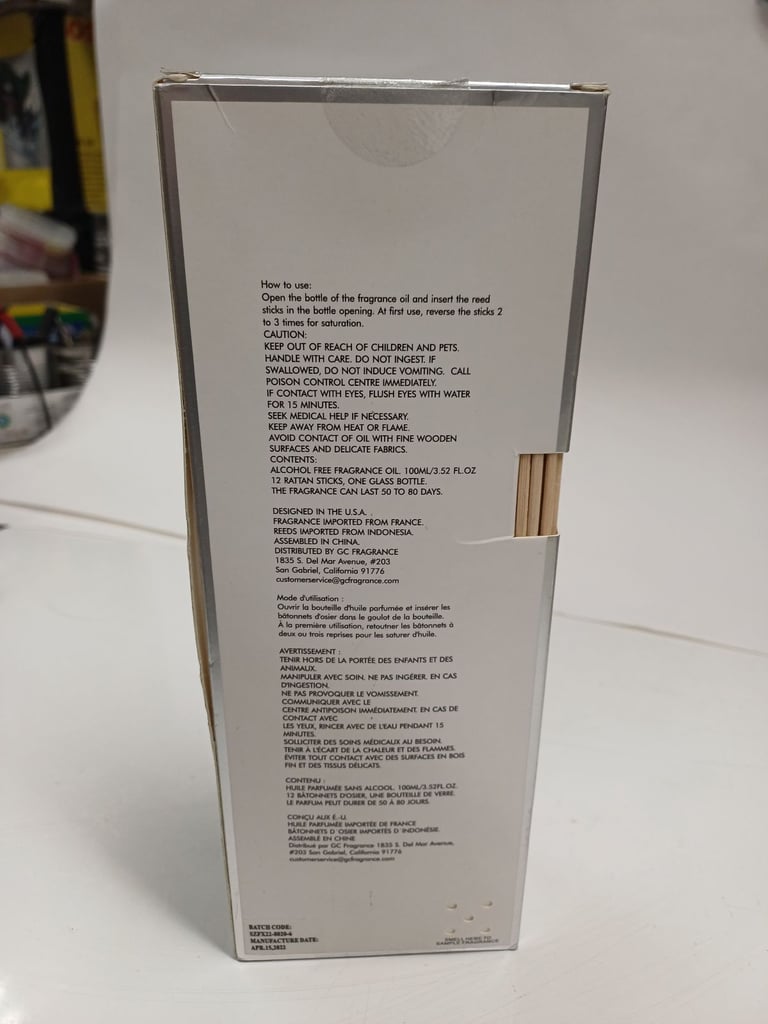 How to use:
Open the bottle of the fragrance oil and insert the reed
sticks in the bottle opening. At first use, reverse the sticks 2
to 3 times for saturation.
CAUTION:
KEEP OUT OF REACH OF CHILDREN AND PETS.
HANDLE WITH CARE. DO NOT INGEST. IF
SWALLOWED, DO NOT INDUCE VOMITING. CALL
POISON CONTROL CENTRE IMMEDIATELY.
IF CONTACT WITH EYES, FLUSH EYES WITH WATER
FOR 15 MINUTES.
SEEK MEDICAL HELP IF NECESSARY.
KEEP AWAY FROM HEAT OR FLAME.
AVOID CONTACT OF OIL WITH FINE WOODEN
SURFACES AND DELICATE FABRICS.
CONTENTS:
ALCOHOL FREE FRAGRANCE OIL. 100ML/3.52 FL.OZ
12 RATTAN STICKS, ONE GLASS BOTTLE.
THE FRAGRANCE CAN LAST 50 TO 80 DAYS.
DESIGNED IN THE U.S.A.
FRAGRANCE IMPORTED FROM FRANCE.
REEDS IMPORTED FROM INDONESIA.
ASSEMBLED IN CHINA.
DISTRIBUTED BY GC FRAGRANCE
1835 S. Del Mar Avenue, #203
San Gabriel, California 91776
customerservice@gcfragrance.com
Mode d'utilisation :
Ouvrir la bouteille d'huile parfumée et insérer les
bâtonnets d'osier dans le goulot de la bouteille.
À la première utilisation, retoutner les bâtonnets à
deux ou trois reprises pour les saturer d'huile.
AVERTISSEMENT :
TENIR HORS DE LA PORTÉE DES ENFANTS ET DES
ANIMAUX.
MANIPULER AVEC SOIN. NE PAS INGÉRER. EN CAS
D'INGESTION.
NE PAS PROVOQUER LE VOMISSEMENT.
COMMUNIQUER AVEC LE
CENTRE ANTIPOISON IMMÉDIATEMENT. EN CAS DE
CONTACT AVEC
LES YEUX, RINCER AVEC DE L'EAU PENDANT 15
MINUTES.
SOLLICITER DES SOINS MÉDICAUX AU BESOIN.
TENIR À L'ÉCART DE LA CHALEUR ET DES FLAMMES.
ÉVITER TOUT CONTACT AVEC DES SURFACES EN BOIS
FIN ET DES TISSUS DÉLICATS.
CONTENU :
HUILE PARFUMÉE SANS ALCOOL. 100ML/3.52FL.OZ.
12 BÂTONNETS D'OSIER, UNE BOUTEILLE DE VERRE.
LE PARFUM PEUT DURER DE 50 À 80 JOURS.
CONÇU AUX É.-U.
HUILE PARFUMÉE IMPORTÉE DE FRANCE
BÂTONNETS D'OSIER IMPORTÉS D'INDONÉSIE.
ASSEMBLÉ EN CHINE
Distribué par GC Fragrance 1835 S. Del Mar Avenue,
#203 San Gabriel, California 91776
customerservice@gcfragrance.com
BATCH CODE:
SZFX22-0020-4
MANUFACTURE DATE:
APR.15,2022
SMELL HERE TO
SAMPLE FRAGRANCE